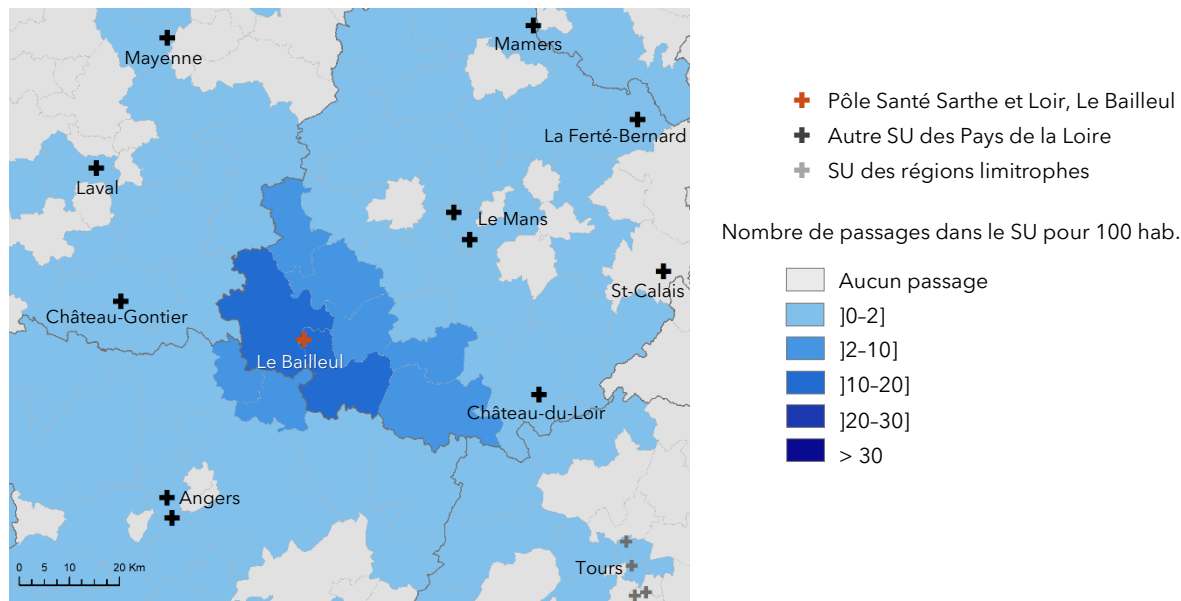 Mayenne
Mamers
La Ferté-Bernard
Laval
Le Mans
St-Calais
Château-Gontier
Le Bailleul
Château-du-Loir
Angers
Tours
0 5 10 20 Km
Pôle Santé Sarthe et Loir, Le Bailleul
Autre SU des Pays de la Loire
SU des régions limitrophes
Nombre de passages dans le SU pour 100 hab.
Aucun passage
]0–2]
]2–10]
]10–20]
]20–30]
> 30